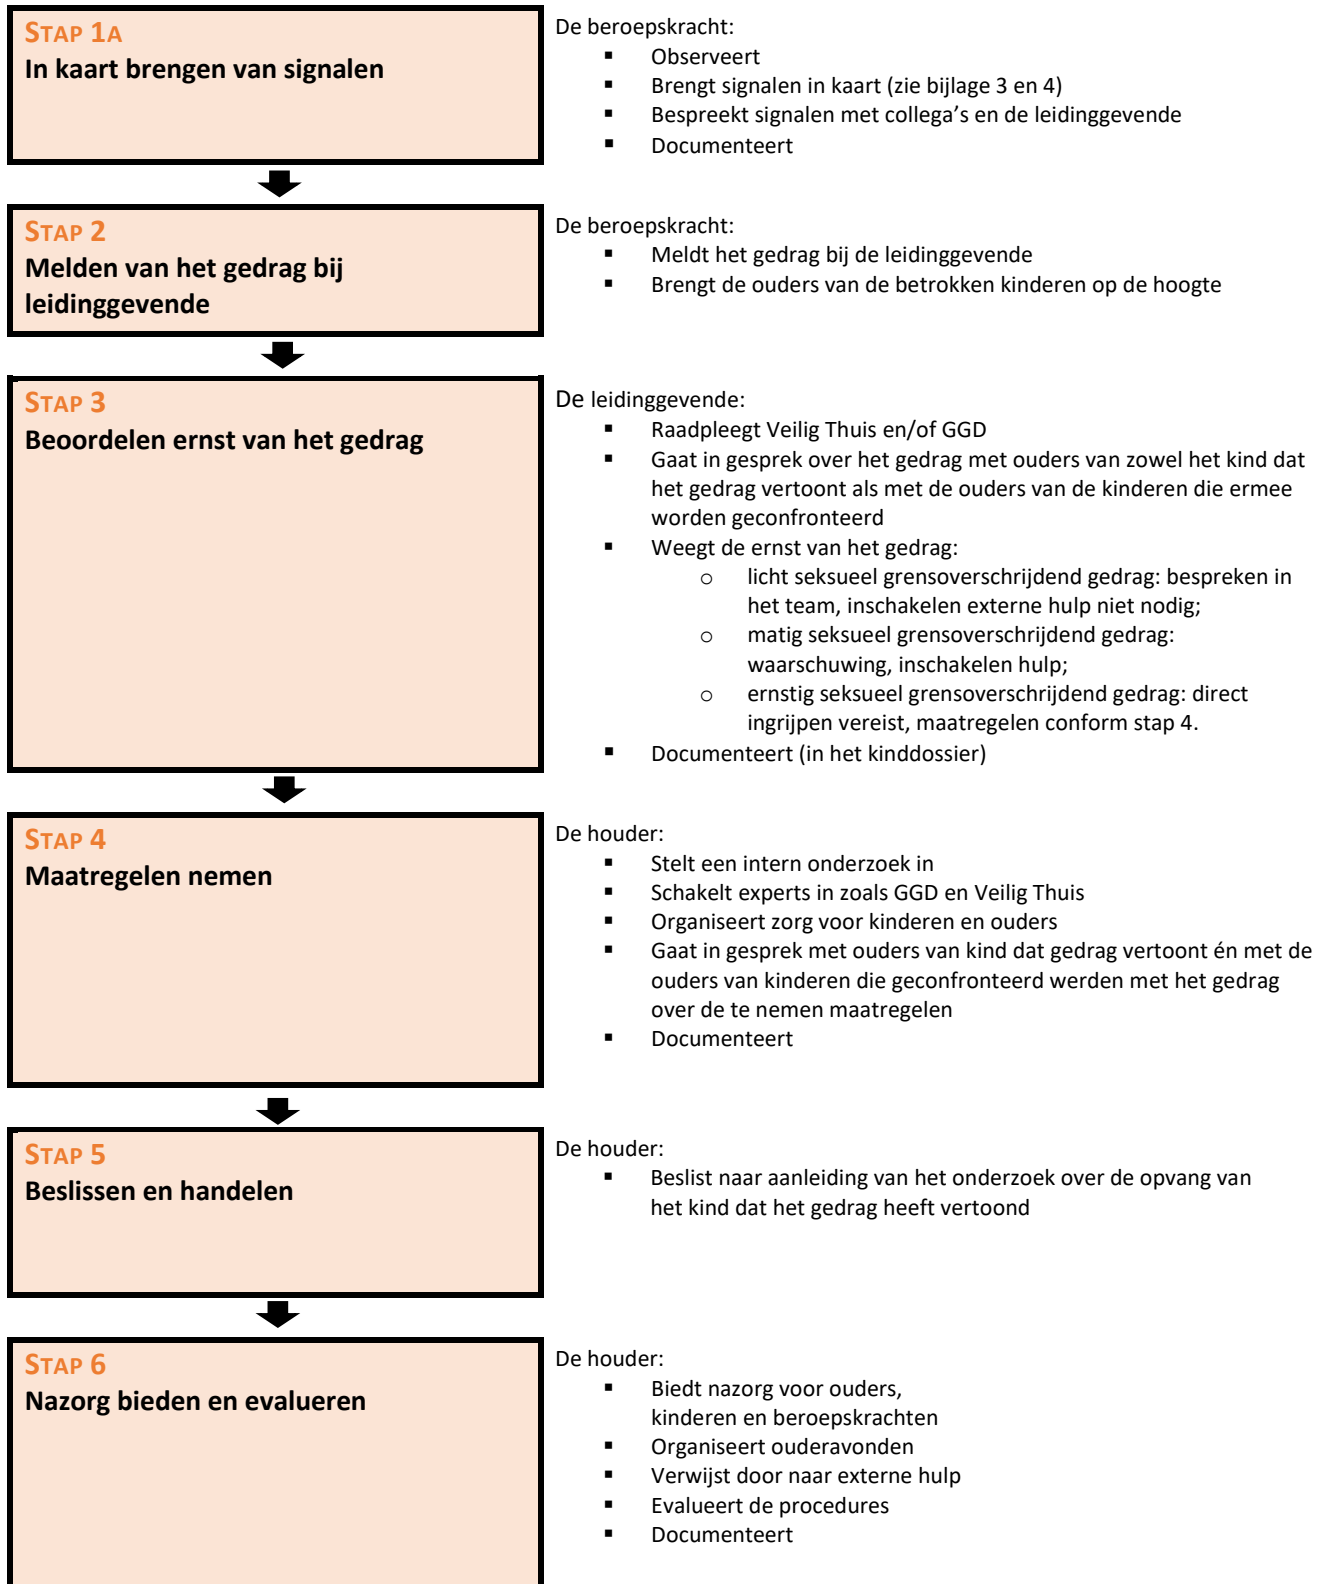 STAP 1A
In kaart brengen van signalen
De beroepskracht:
▪ Observeert
▪ Brengt signalen in kaart (zie bijlage 3 en 4)
▪ Bespreekt signalen met collega’s en de leidinggevende
▪ Documenteert
STAP 2
Melden van het gedrag bij
leidinggevende
De beroepskracht:
▪ Meldt het gedrag bij de leidinggevende
▪ Brengt de ouders van de betrokken kinderen op de hoogte
STAP 3
Beoordelen ernst van het gedrag
De leidinggevende:
▪ Raadpleegt Veilig Thuis en/of GGD
▪ Gaat in gesprek over het gedrag met ouders van zowel het kind dat
het gedrag vertoont als met de ouders van de kinderen die ermee
worden geconfronteerd
▪ Weegt de ernst van het gedrag:
o licht seksueel grensoverschrijdend gedrag: bespreken in
het team, inschakelen externe hulp niet nodig;
o matig seksueel grensoverschrijdend gedrag:
waarschuwing, inschakelen hulp;
o ernstig seksueel grensoverschrijdend gedrag: direct
ingrijpen vereist, maatregelen conform stap 4.
▪ Documenteert (in het kinddossier)
STAP 4
Maatregelen nemen
De houder:
▪ Stelt een intern onderzoek in
▪ Schakelt experts in zoals GGD en Veilig Thuis
▪ Organiseert zorg voor kinderen en ouders
▪ Gaat in gesprek met ouders van kind dat gedrag vertoont én met de
ouders van kinderen die geconfronteerd werden met het gedrag
over de te nemen maatregelen
▪ Documenteert
STAP 5
Beslissen en handelen
De houder:
▪ Beslist naar aanleiding van het onderzoek over de opvang van
het kind dat het gedrag heeft vertoond
STAP 6
Nazorg bieden en evalueren
De houder:
▪ Biedt nazorg voor ouders,
kinderen en beroepskrachten
▪ Organiseert ouderavonden
▪ Verwijst door naar externe hulp
▪ Evalueert de procedures
▪ Documenteert